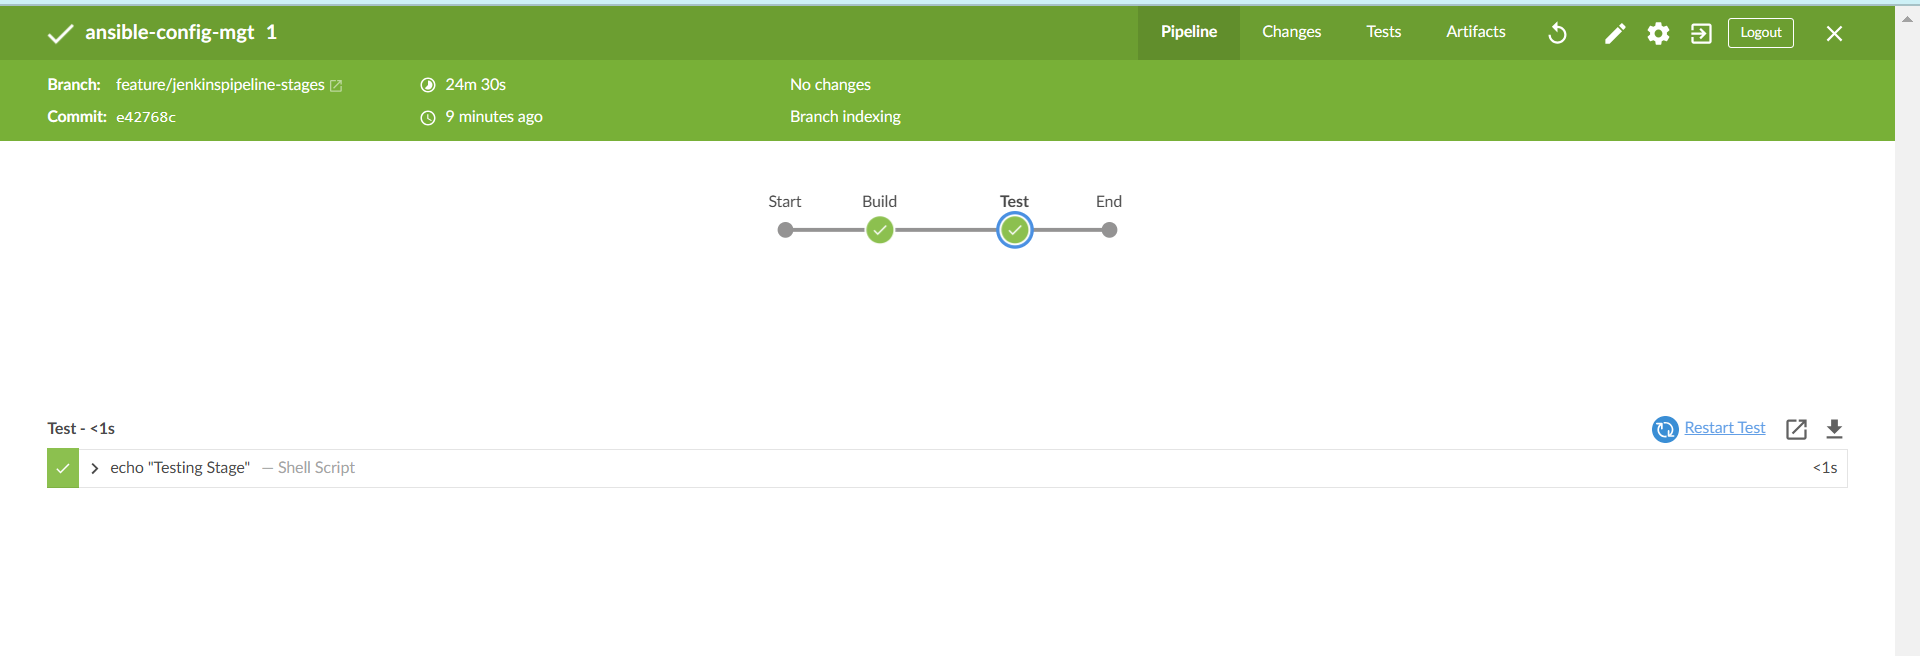 ansible-config-mgt 1
Pipeline Changes Tests Artifacts Logout
Branch: feature/jenkinspipeline-stages 24m 30s No changes
Commit: e42768c 9 minutes ago Branch indexing
Start Build Test End
Test - <1s Restart Test
echo "Testing Stage" — Shell Script <1s